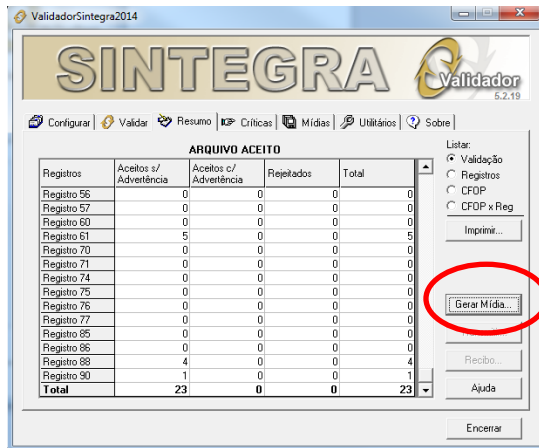 ValidadorSintegra2014
SINTEGRA
Validador
5.2.19
Configurar Validar Resumo Críticas Mídias Utilitários Sobre
ARQUIVO ACEITO
Listar:
Validação
Registros
CFOP
CFOP x Reg
Imprimir...
Gerar Mídia...
Recibo...
Ajuda
Encerrar
Registros Aceitos s/ Advertência Aceitos c/ Advertência Rejeitados Total
Registro 56 0 0 0 0
Registro 57 0 0 0 0
Registro 60 0 0 0 0
Registro 61 5 0 0 5
Registro 70 0 0 0 0
Registro 71 0 0 0 0
Registro 74 0 0 0 0
Registro 75 0 0 0 0
Registro 76 0 0 0 0
Registro 77 0 0 0 0
Registro 85 0 0 0 0
Registro 86 0 0 0 0
Registro 88 4 0 0 4
Registro 90 1 0 0 1
Total 23 0 0 23